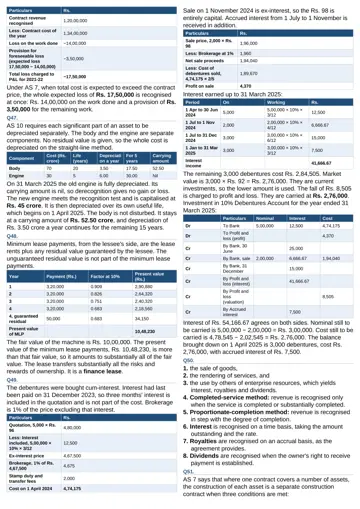 Particulars Rs.
Contract revenue recognised 1,20,00,000
Less: Contract cost of the year 1,34,00,000
Loss on the work done −14,00,000
Provision for foreseeable loss (expected loss 17,50,000 − 14,00,000) −3,50,000
Total loss charged to P&L for 2021-22 −17,50,000
Under AS 7, when total cost is expected to exceed the contract
price, the whole expected loss of Rs. 17,50,000 is recognised
at once: Rs. 14,00,000 on the work done and a provision of Rs.
3,50,000 for the remaining work.
Q47.
AS 10 requires each significant part of an asset to be
depreciated separately. The body and the engine are separate
components. No residual value is given, so the whole cost is
depreciated on the straight-line method.
Component Cost (Rs. crore) Life (years) Depreciation a year For 5 years Carrying amount
Body 70 20 3.50 17.50 52.50
Engine 30 5 6.00 30.00 Nil
On 31 March 2025 the old engine is fully depreciated. Its
carrying amount is nil, so derecognition gives no gain or loss.
The new engine meets the recognition test and is capitalised at
Rs. 45 crore. It is then depreciated over its own useful life,
which begins on 1 April 2025. The body is not disturbed. It stays
at a carrying amount of Rs. 52.50 crore, and depreciation of
Rs. 3.50 crore a year continues for the remaining 15 years.
Q48.
Minimum lease payments, from the lessee's side, are the lease
rents plus any residual value guaranteed by the lessee. The
unguaranteed residual value is not part of the minimum lease
payments.
Year Payment (Rs.) Factor at 10% Present value (Rs.)
1 3,20,000 0.909 2,90,880
2 3,20,000 0.826 2,64,320
3 3,20,000 0.751 2,40,320
4 3,20,000 0.683 2,18,560
4, guaranteed residual 50,000 0.683 34,150
Present value of MLP 10,48,230
The fair value of the machine is Rs. 10,00,000. The present
value of the minimum lease payments, Rs. 10,48,230, is more
than that fair value, so it amounts to substantially all of the fair
value. The lease transfers substantially all the risks and
rewards of ownership. It is a finance lease.
Q49.
The debentures were bought cum-interest. Interest had last
been paid on 31 December 2023, so three months' interest is
included in the quotation and is not part of the cost. Brokerage
is 1% of the price excluding that interest.
Particulars Rs.
Quotation, 5,000 × Rs. 96 4,80,000
Less: Interest included, 5,00,000 × 10% × 3/12 12,500
Ex-interest price 4,67,500
Brokerage, 1% of Rs. 4,67,500 4,675
Stamp duty and transfer fees 2,000
Cost on 1 April 2024 4,74,175
Sale on 1 November 2024 is ex-interest, so the Rs. 98 is
entirely capital. Accrued interest from 1 July to 1 November is
received in addition.
Particulars Rs.
Sale price, 2,000 × Rs. 98 1,96,000
Less: Brokerage at 1% 1,960
Net sale proceeds 1,94,040
Less: Cost of debentures sold, 4,74,175 × 2/5 1,89,670
Profit on sale 4,370
Interest earned up to 31 March 2025:
Period On Working Rs.
1 Apr to 30 Jun 2024 5,000 5,00,000 × 10% × 3/12 12,500
1 Jul to 1 Nov 2024 2,000 2,00,000 × 10% × 4/12 6,666.67
1 Jul to 31 Dec 2024 3,000 3,00,000 × 10% × 6/12 15,000
1 Jan to 31 Mar 2025 3,000 3,00,000 × 10% × 3/12 7,500
Interest income 41,666.67
The remaining 3,000 debentures cost Rs. 2,84,505. Market
value is 3,000 × Rs. 92 = Rs. 2,76,000. They are current
investments, so the lower amount is used. The fall of Rs. 8,505
is charged to profit and loss. They are carried at Rs. 2,76,000.
Investment in 10% Debentures Account for the year ended 31
March 2025:
Particulars Nominal Interest Cost
Dr To Bank 5,00,000 12,500 4,74,175
Dr To Profit and Loss (profit) 4,370
Cr By Bank, 30 June 25,000
Cr By Bank, sale 2,00,000 6,666.67 1,94,040
Cr By Bank, 31 December 15,000
Dr To Profit and loss (interest) 41,666.67
Cr By Profit and loss (valuation) 8,505
Cr By Accrued interest 7,500
Interest of Rs. 54,166.67 agrees on both sides. Nominal still to
be carried is 5,00,000 − 2,00,000 = Rs. 3,00,000. Cost still to be
carried is 4,78,545 − 2,02,545 = Rs. 2,76,000. The balance
brought down on 1 April 2025 is 3,000 debentures, cost Rs.
2,76,000, with accrued interest of Rs. 7,500.
Q50.
1. the sale of goods,
2. the rendering of services, and
3. the use by others of enterprise resources, which yields
interest, royalties and dividends.
4. Completed-service method: revenue is recognised only
when the service is completed or substantially completed.
5. Proportionate-completion method: revenue is recognised
in step with the degree of completion.
6. Interest is recognised on a time basis, taking the amount
outstanding and the rate.
7. Royalties are recognised on an accrual basis, as the
agreement provides.
8. Dividends are recognised when the owner's right to receive
payment is established.
Q51.
AS 7 says that where one contract covers a number of assets,
the construction of each asset is a separate construction
contract when three conditions are met: